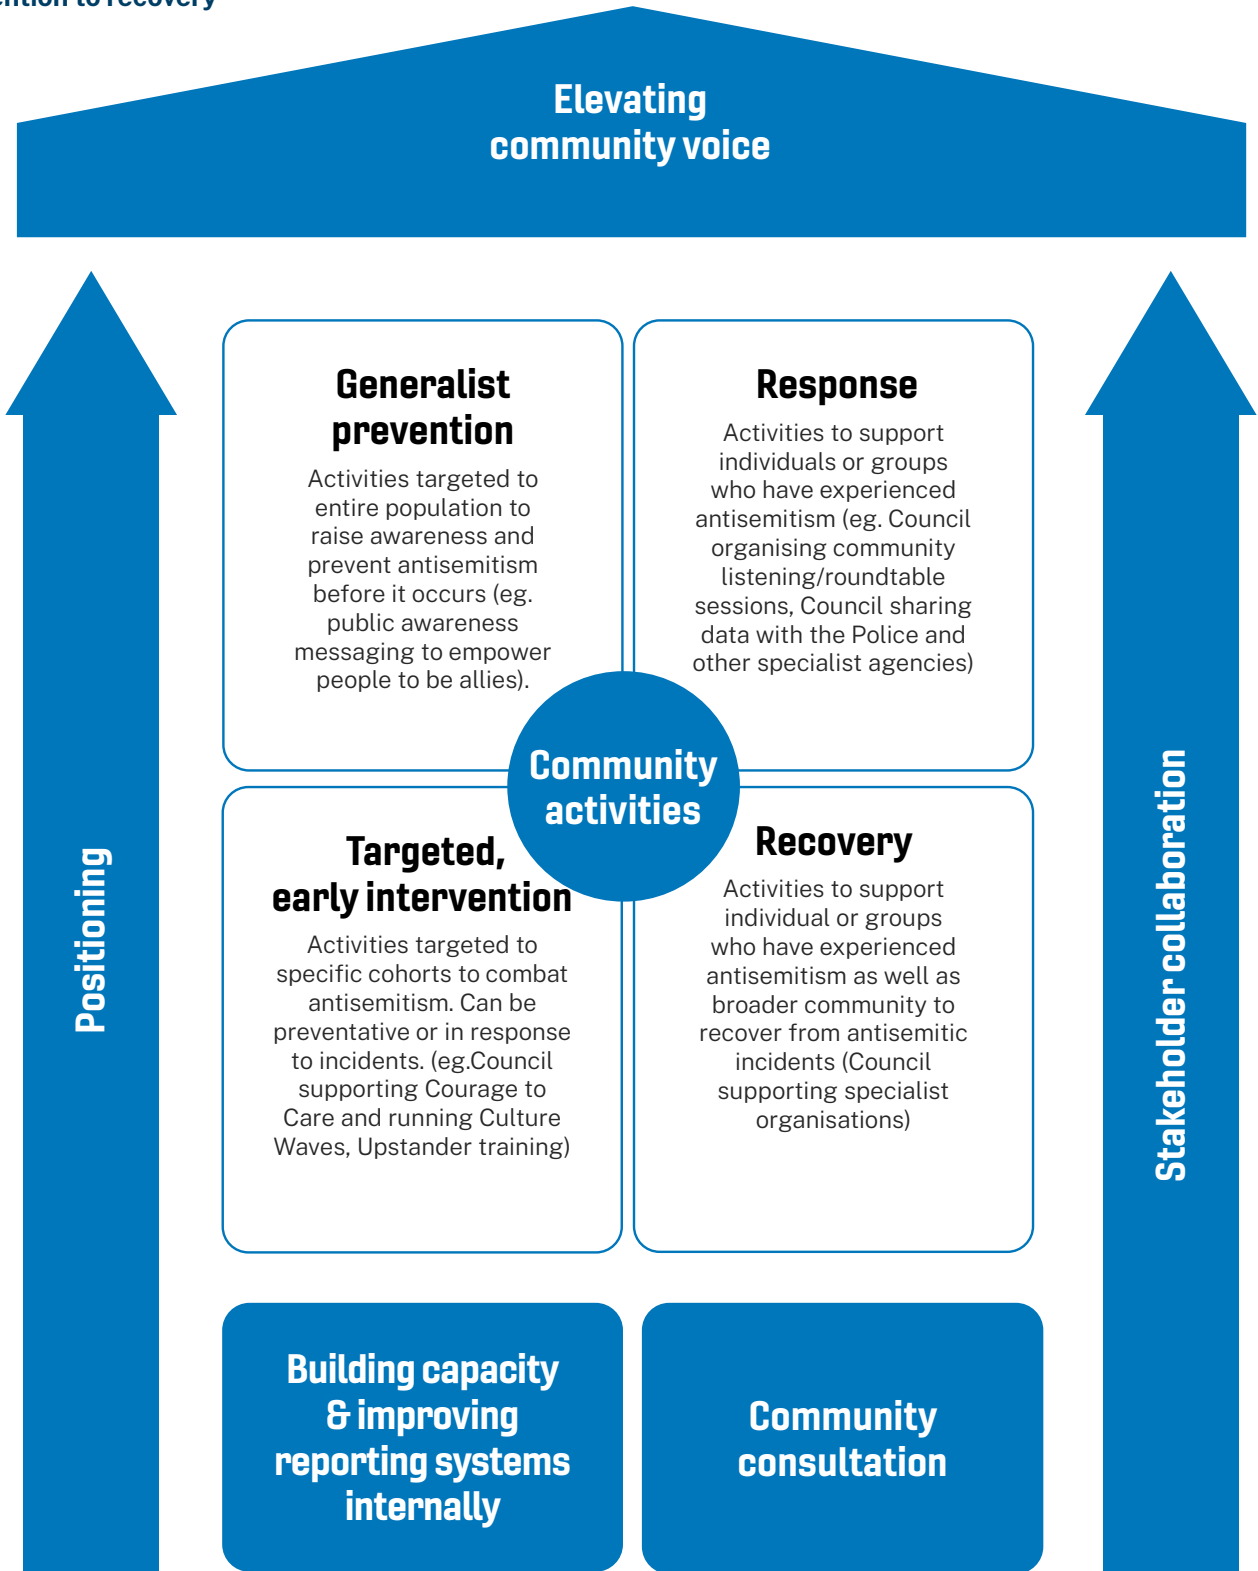 ention to recovery
Elevating
community voice
Positioning
Generalist
prevention
Activities targeted to
entire population to
raise awareness and
prevent antisemitism
before it occurs (eg.
public awareness
messaging to empower
people to be allies).
Response
Activities to support
individuals or groups
who have experienced
antisemitism (eg. Council
organising community
listening/roundtable
sessions, Council sharing
data with the Police and
other specialist agencies)
Community
activities
Targeted,
early intervention
Activities targeted to
specific cohorts to combat
antisemitism. Can be
preventative or in response
to incidents. (eg.Council
supporting Courage to
Care and running Culture
Waves, Upstander training)
Recovery
Activities to support
individual or groups
who have experienced
antisemitism as well as
broader community to
recover from antisemitic
incidents (Council
supporting specialist
organisations)
Stakeholder collaboration
Building capacity
& improving
reporting systems
internally
Community
consultation